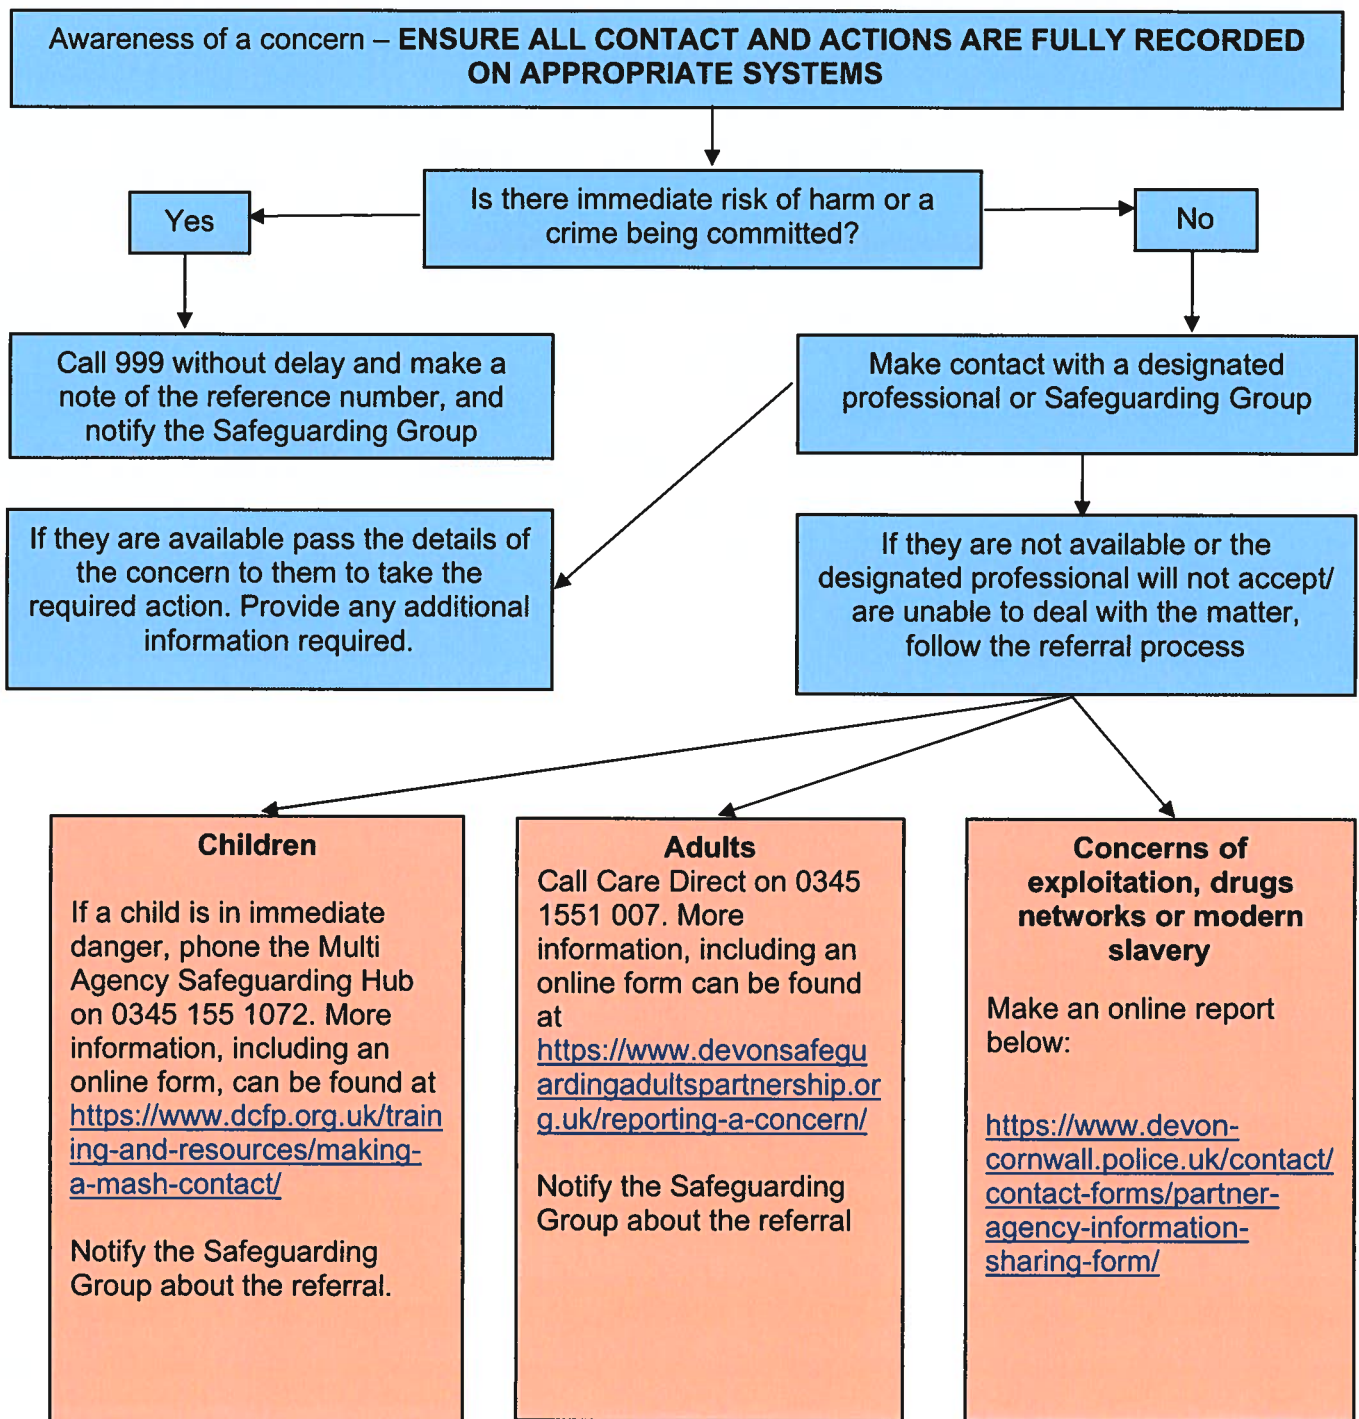 Awareness of a concern – ENSURE ALL CONTACT AND ACTIONS ARE FULLY RECORDED
ON APPROPRIATE SYSTEMS
Is there immediate risk of harm or a
crime being committed?
Yes
No
Call 999 without delay and make a
note of the reference number, and
notify the Safeguarding Group
Make contact with a designated
professional or Safeguarding Group
If they are available pass the details of
the concern to them to take the
required action. Provide any additional
information required.
If they are not available or the
designated professional will not accept/
are unable to deal with the matter,
follow the referral process
Children
If a child is in immediate
danger, phone the Multi
Agency Safeguarding Hub
on 0345 155 1072. More
information, including an
online form, can be found at
https://www.dcfp.org.uk/train
ing-and-resources/making-
a-mash-contact/
Notify the Safeguarding
Group about the referral.
Adults
Call Care Direct on 0345
1551 007. More
information, including an
online form can be found
at
https://www.devonsafegu
ardingadultspartnership.or
g.uk/reporting-a-concern/
Notify the Safeguarding
Group about the referral
Concerns of
exploitation, drugs
networks or modern
slavery
Make an online report
below:
https://www.devon-
cornwall.police.uk/contact/
contact-forms/partner-
agency-information-
sharing-form/